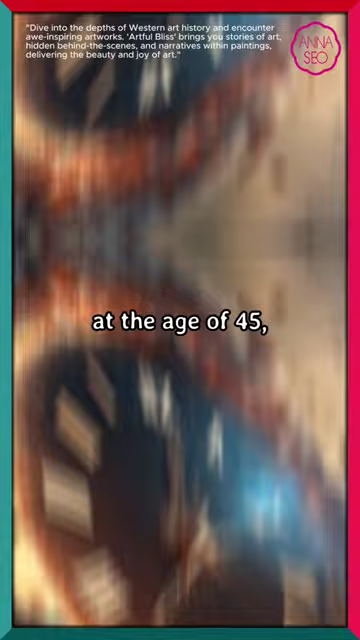 "Dive into the depths of Western art history and encounter
awe-inspiring artworks. 'Artful Bliss' brings you stories of art,
hidden behind-the-scenes, and narratives within paintings,
delivering the beauty and joy of art."
ANNA
SEO
at the age of 45,